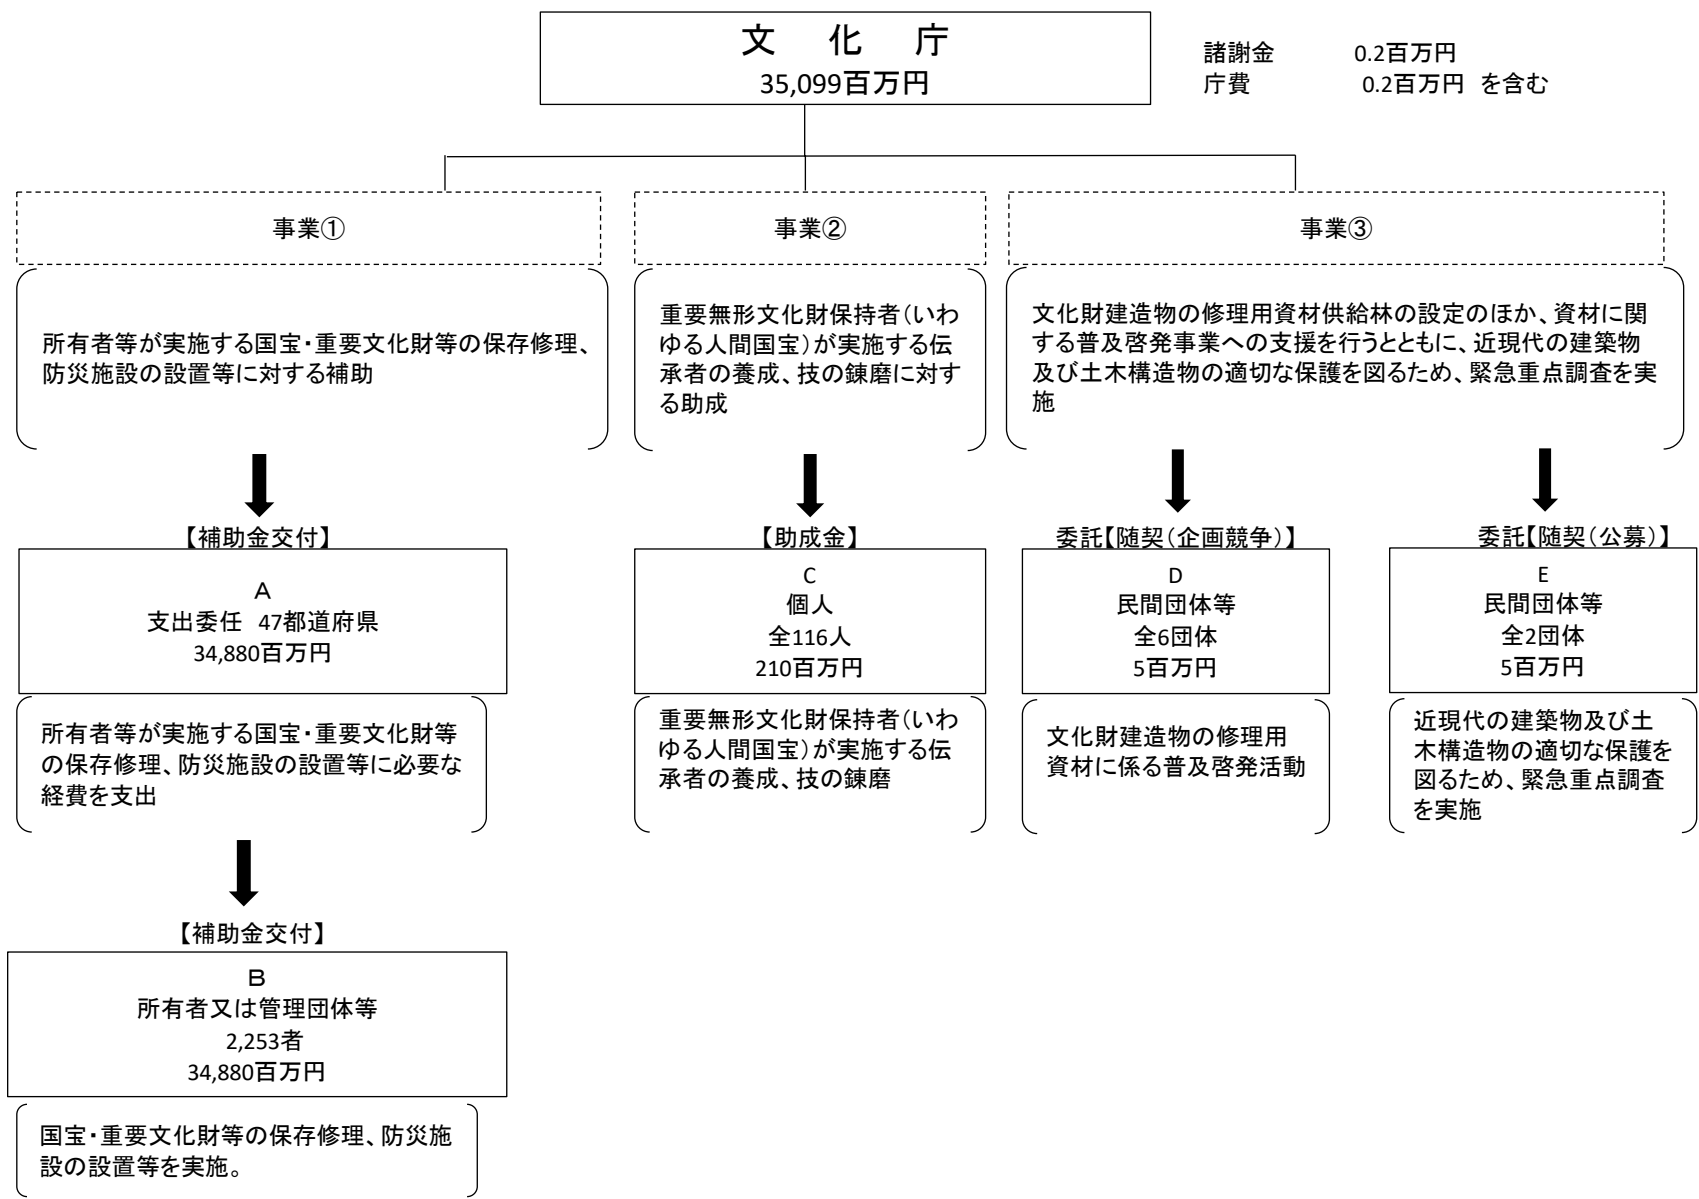 文　化　庁
35,099百万円
諸謝金　　0.2百万円
庁費　　　0.2百万円 を含む
事業①
所有者等が実施する国宝・重要文化財等の保存修理、
防災施設の設置等に対する補助
【補助金交付】
A
支出委任 47都道府県
34,880百万円
所有者等が実施する国宝・重要文化財等
の保存修理、防災施設の設置等に必要な
経費を支出
【補助金交付】
B
所有者又は管理団体等
2,253者
34,880百万円
国宝・重要文化財等の保存修理、防災施
設の設置等を実施。
事業②
重要無形文化財保持者（いわ
ゆる人間国宝）が実施する伝
承者の養成、技の錬磨に対す
る助成
【助成金】
C
個人
全116人
210百万円
重要無形文化財保持者（いわ
ゆる人間国宝）が実施する伝
承者の養成、技の錬磨
事業③
文化財建造物の修理用資材供給林の設定のほか、資材に関
する普及啓発事業への支援を行うとともに、近現代の建築物
及び土木構造物の適切な保護を図るため、緊急重点調査を実
施
委託【随契（企画競争）】
D
民間団体等
全6団体
5百万円
文化財建造物の修理用
資材に係る普及啓発活動
委託【随契（公募）】
E
民間団体等
全2団体
5百万円
近現代の建築物及び土
木構造物の適切な保護を
図るため、緊急重点調査
を実施